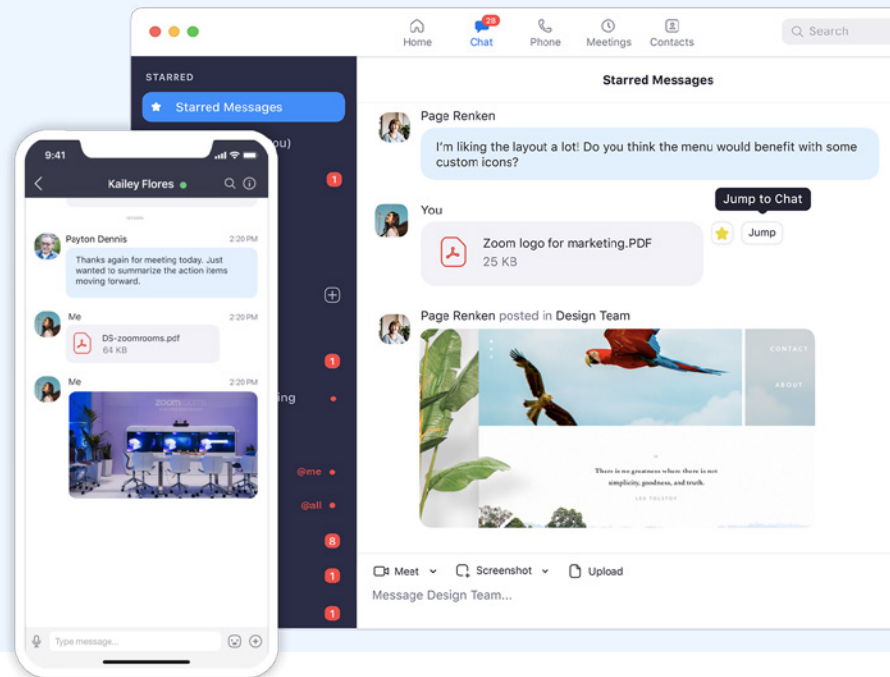 Home
28
Chat
Phone
Meetings
Contacts
Search
STARRED
Starred Messages
ou)
1
1
ing
@me
@all
8
1
1
Starred Messages
Page Renken
I'm liking the layout a lot! Do you think the menu would benefit with some
custom icons?
You
Zoom logo for marketing.PDF
25 KB
Jump to Chat
Jump
Page Renken posted in Design Team
CONTACT
ABOUT
There is no greatness where there is not
simplicity, goodness, and truth.
LEO TOLSTOY
Meet
Screenshot
Upload
Message Design Team...
9:41
Kailey Flores
Payton Dennis
2:20 PM
Thanks again for meeting today. Just
wanted to summarize the action items
moving forward.
Me
2:20 PM
DS-zoomrooms.pdf
64 KB
Me
2:20 PM
zoomrooms
Type message...